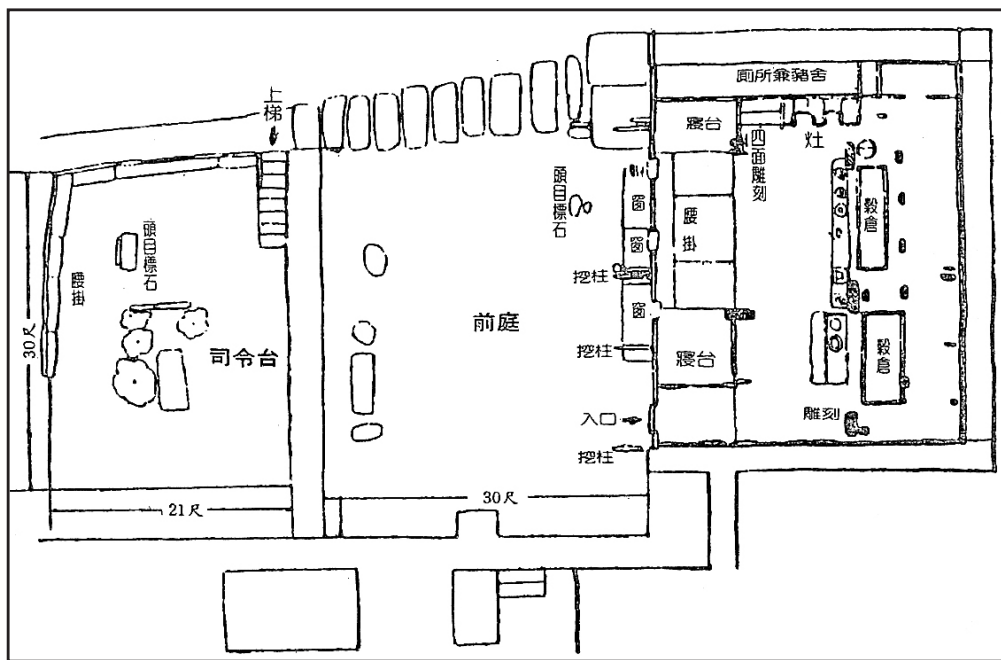 上梯
頭目標石
腰掛
30尺
司令台
21尺
前庭
30尺
頭目標石
窗
窗
窗
挖柱
挖柱
入口
挖柱
廁所兼豬舍
寢台
四面雕刻
灶
腰掛
穀倉
寢台
穀倉
雕刻